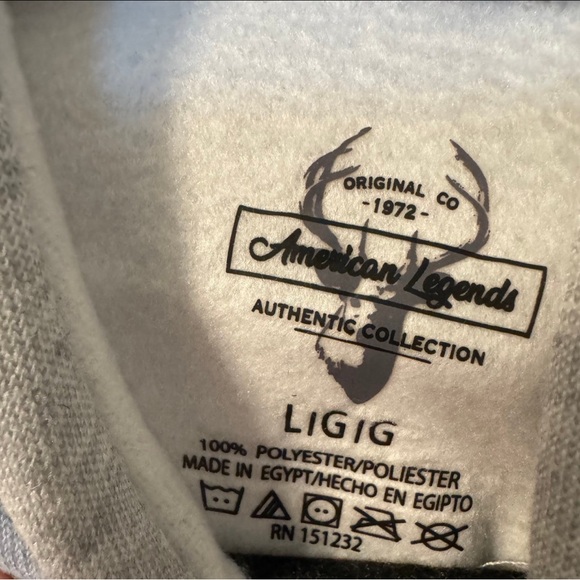 ORIGINAL CO
-1972-
American Legends
AUTHENTIC COLLECTION
L|G|G
100% POLYESTER/POLIESTER
MADE IN EGYPT/HECHO EN EGIPTO
RN 151232